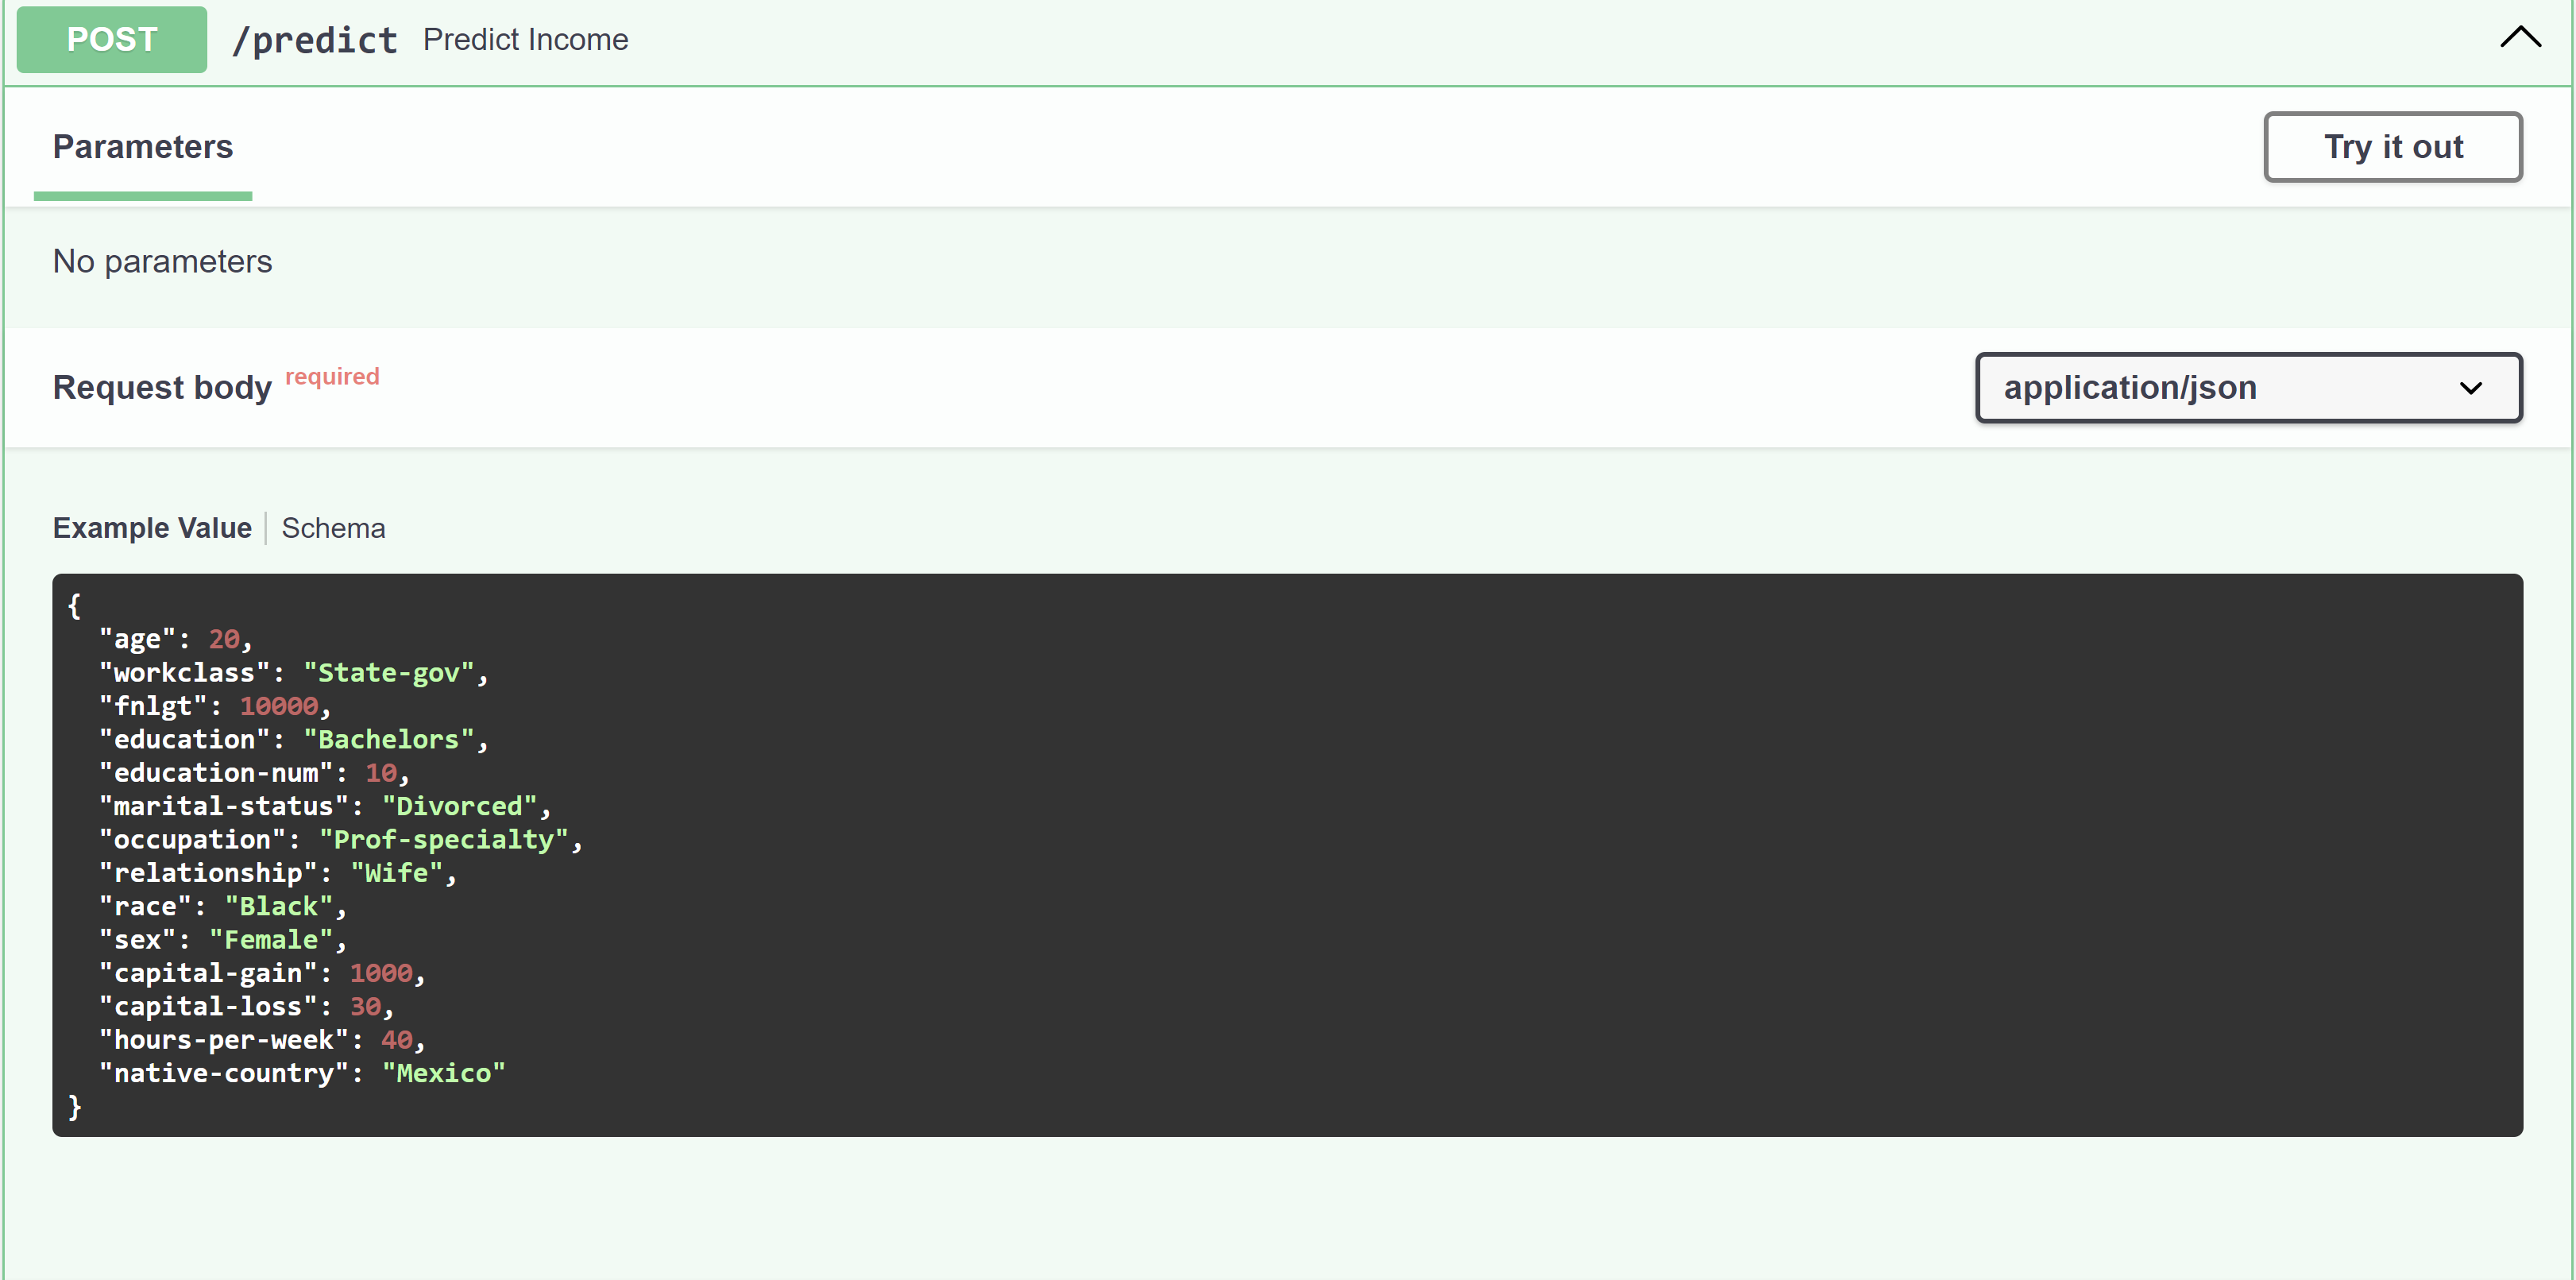 POST /predict Predict Income
Parameters
Try it out
No parameters
Request body required
application/json
Example Value | Schema
{
  "age": 20,
  "workclass": "State-gov",
  "fnlgt": 10000,
  "education": "Bachelors",
  "education-num": 10,
  "marital-status": "Divorced",
  "occupation": "Prof-specialty",
  "relationship": "Wife",
  "race": "Black",
  "sex": "Female",
  "capital-gain": 1000,
  "capital-loss": 30,
  "hours-per-week": 40,
  "native-country": "Mexico"
}